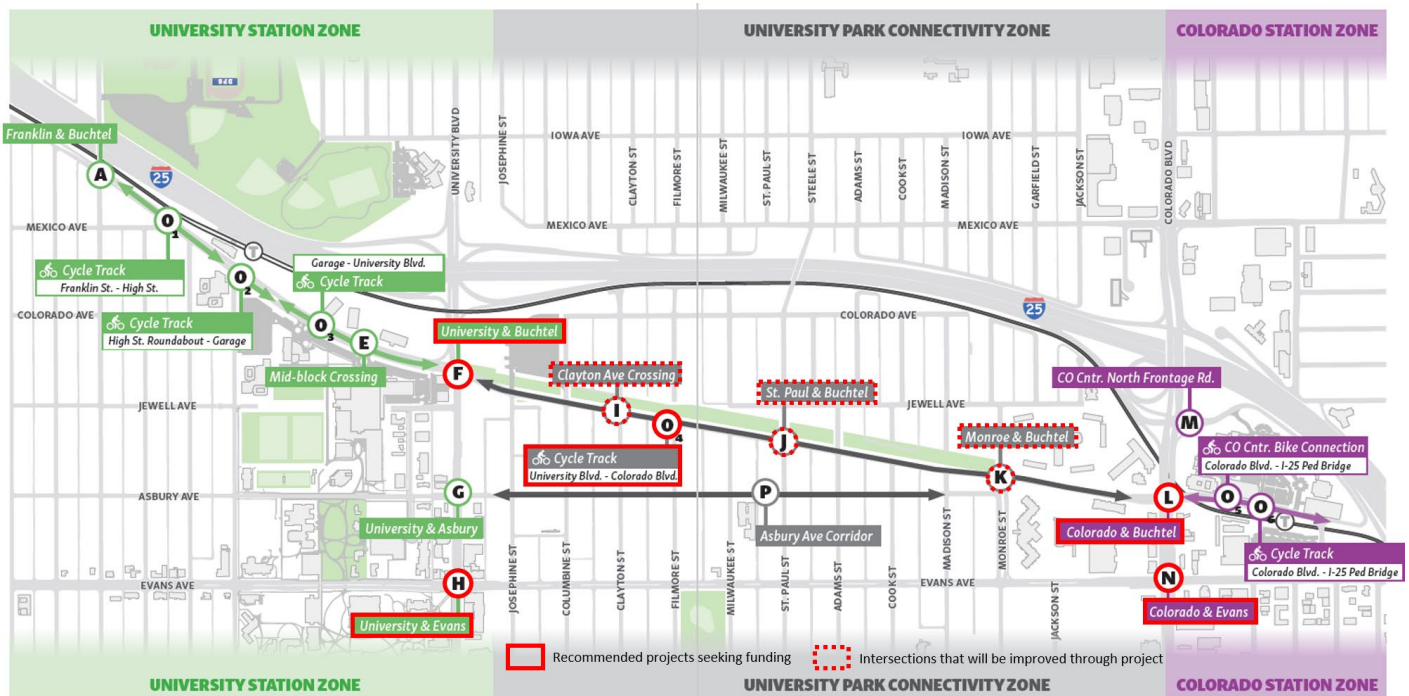 UNIVERSITY STATION ZONE
UNIVERSITY PARK CONNECTIVITY ZONE
COLORADO STATION ZONE
Franklin & Buchtel
A
25
UNIVERSITY BLVD
JOSEPHINE ST
IOWA AVE
IOWA AVE
CLAYTON ST
FILMORE ST
MILWAUKEE ST
ST. PAUL ST
STEELE ST
ADAMS ST
COOK ST
MADISON ST
GARFIELD ST
JACKSON ST
COLORADO BLVD
MEXICO AVE
MEXICO AVE
MEXICO AVE
O1
T
Cycle Track
Franklin St. - High St.
O2
Garage - University Blvd.
Cycle Track
COLORADO AVE
COLORADO AVE
25
Cycle Track
High St. Roundabout - Garage
O3
E
Mid-block Crossing
University & Buchtel
F
Clayton Ave Crossing
I
O4
St. Paul & Buchtel
J
CO Cntr. North Frontage Rd.
M
JEWELL AVE
JEWELL AVE
Monroe & Buchtel
K
Cycle Track
University Blvd. - Colorado Blvd.
CO Cntr. Bike Connection
Colorado Blvd. - I-25 Ped Bridge
ASBURY AVE
G
P
L
O5
O6
T
University & Asbury
Asbury Ave Corridor
Colorado & Buchtel
Cycle Track
Colorado Blvd. - I-25 Ped Bridge
EVANS AVE
H
EVANS AVE
N
JOSEPHINE ST
COLUMBINE ST
CLAYTON ST
FILMORE ST
MILWAUKEE ST
ST. PAUL ST
ADAMS ST
COOK ST
MADISON ST
MONROE ST
JACKSON ST
University & Evans
Colorado & Evans
Recommended projects seeking funding
Intersections that will be improved through project
UNIVERSITY STATION ZONE
UNIVERSITY PARK CONNECTIVITY ZONE
COLORADO STATION ZONE